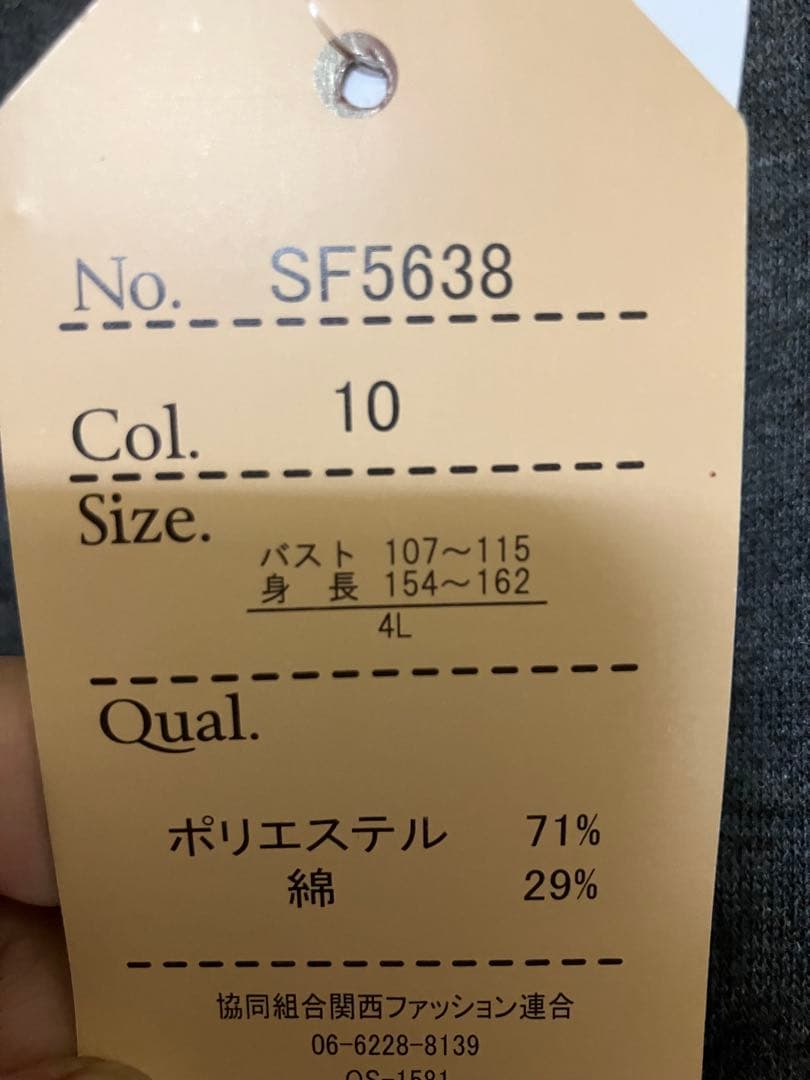 No. SF5638
Col. 10
Size.
バスト 107～115
身 長 154～162
4L
Qual.
ポリエステル 71%
綿 29%
協同組合関西ファッション連合
06-6228-8139
OS-1581